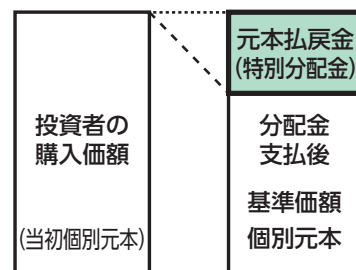 投資者の
購入価額
(当初個別元本)
元本払戻金
(特別分配金)
分配金
支払後
基準価額
個別元本